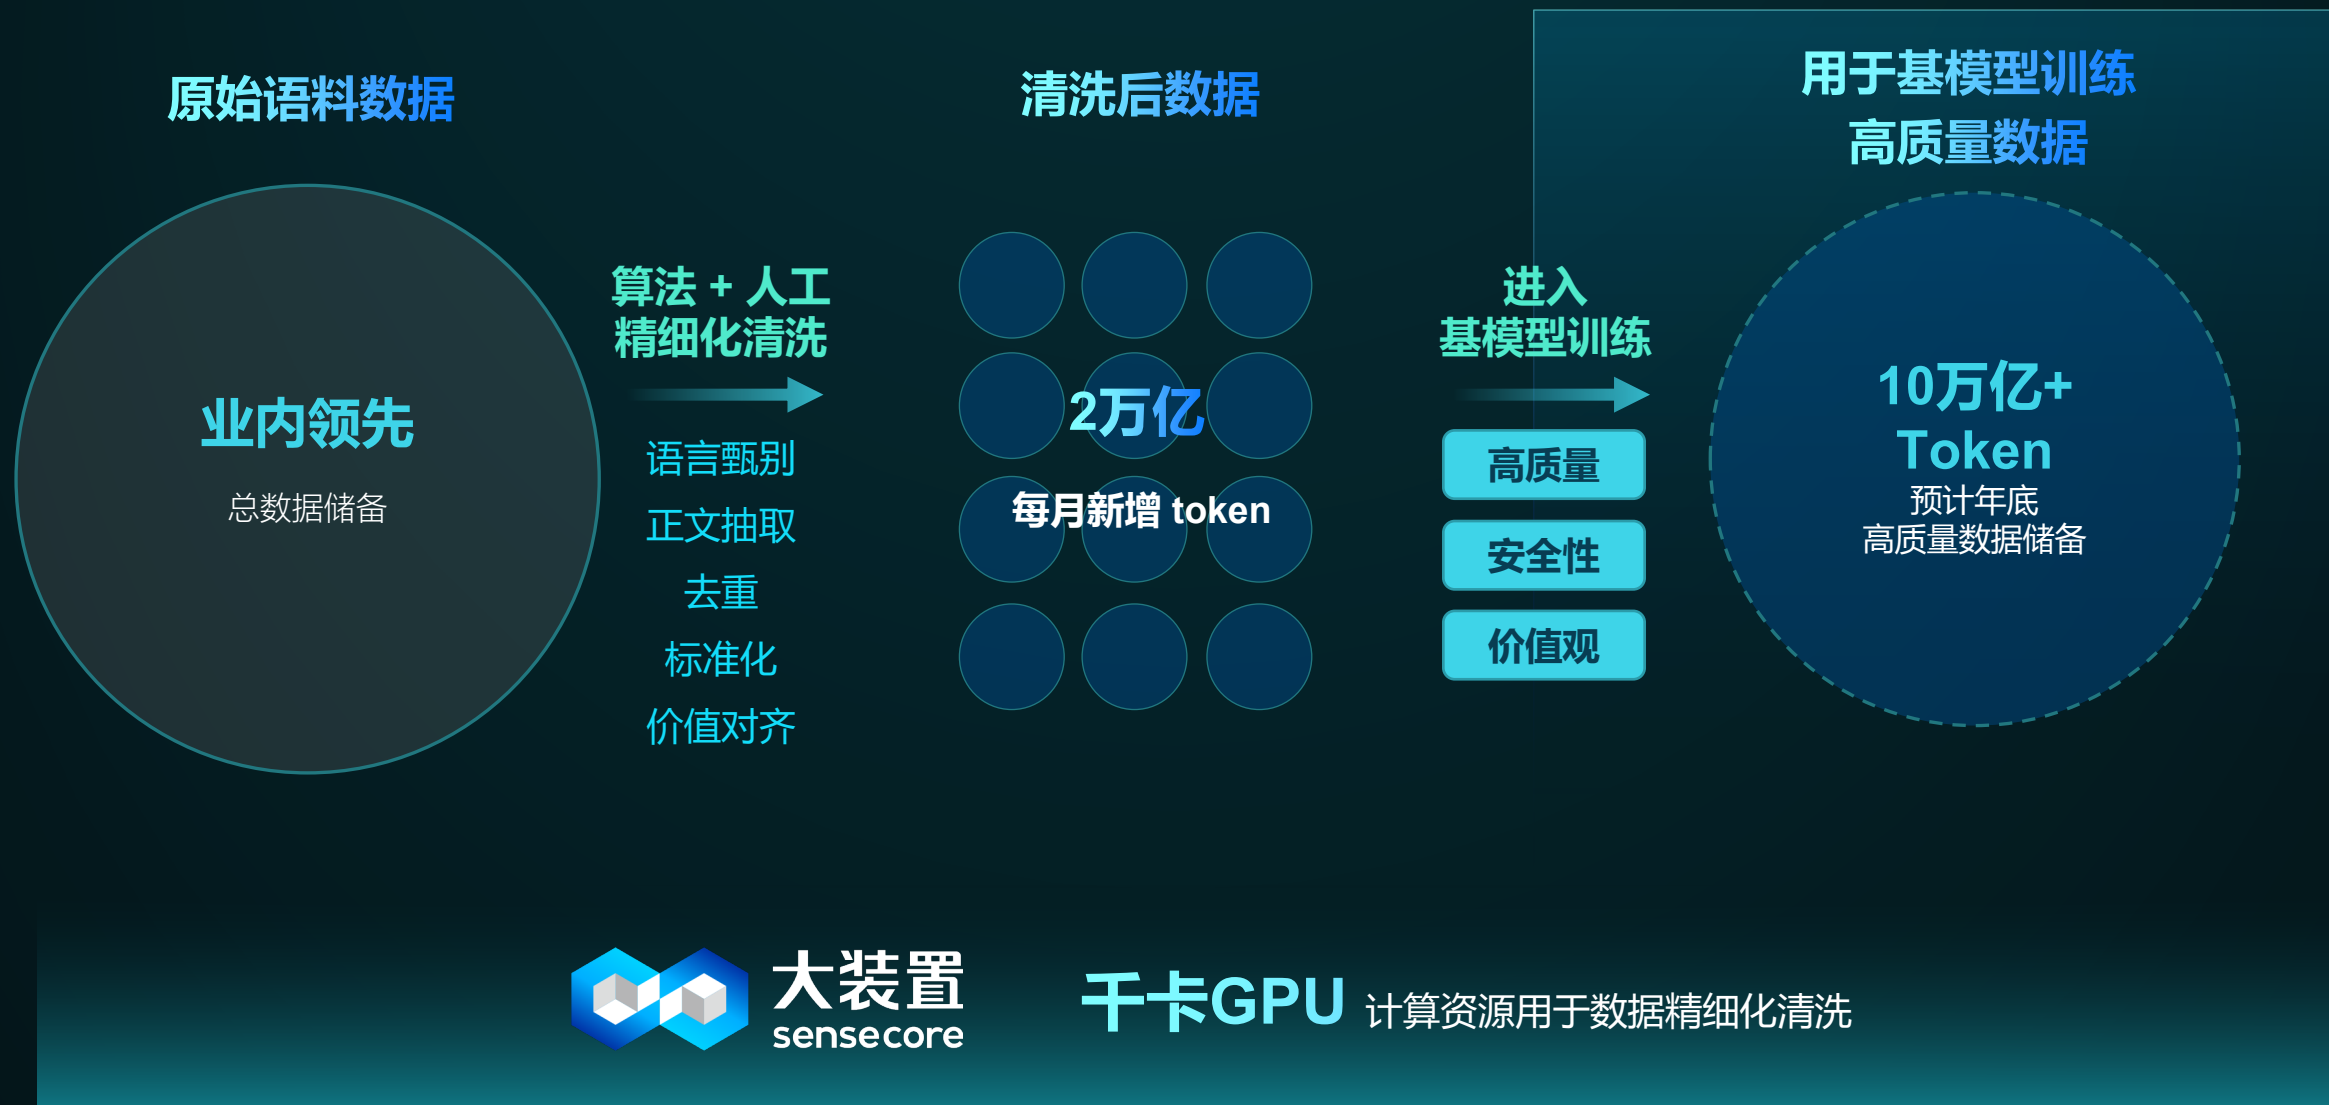 原始语料数据
业内领先
总数据储备
算法 + 人工
精细化清洗
语言甄别
正文抽取
去重
标准化
价值对齐
清洗后数据
2万亿
每月新增 token
进入
基模型训练
高质量
安全性
价值观
用于基模型训练
高质量数据
10万亿+
Token
预计年底
高质量数据储备
大装置
sensecore
千卡GPU 计算资源用于数据精细化清洗